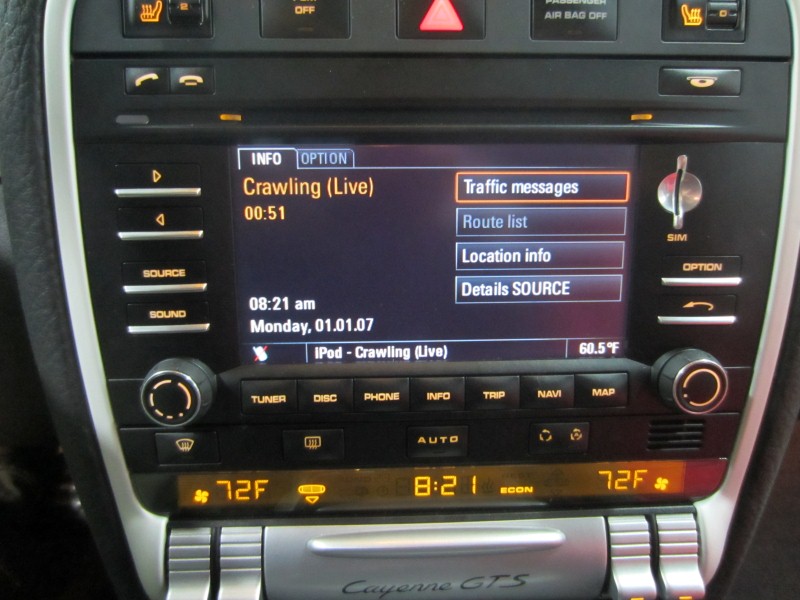 2
OFF
PASSENGER
AIR BAG OFF
0
INFO OPTION
Crawling (Live)
00:51
Traffic messages
Route list
Location info
Details SOURCE
08:21 am
Monday, 01.01.07
iPod - Crawling (Live)
60.5°F
SOURCE
SOUND
SIM
OPTION
TUNER DISC PHONE INFO TRIP NAVI MAP
AUTO
72F 8:21 ECON 72F
Cayenne GTS